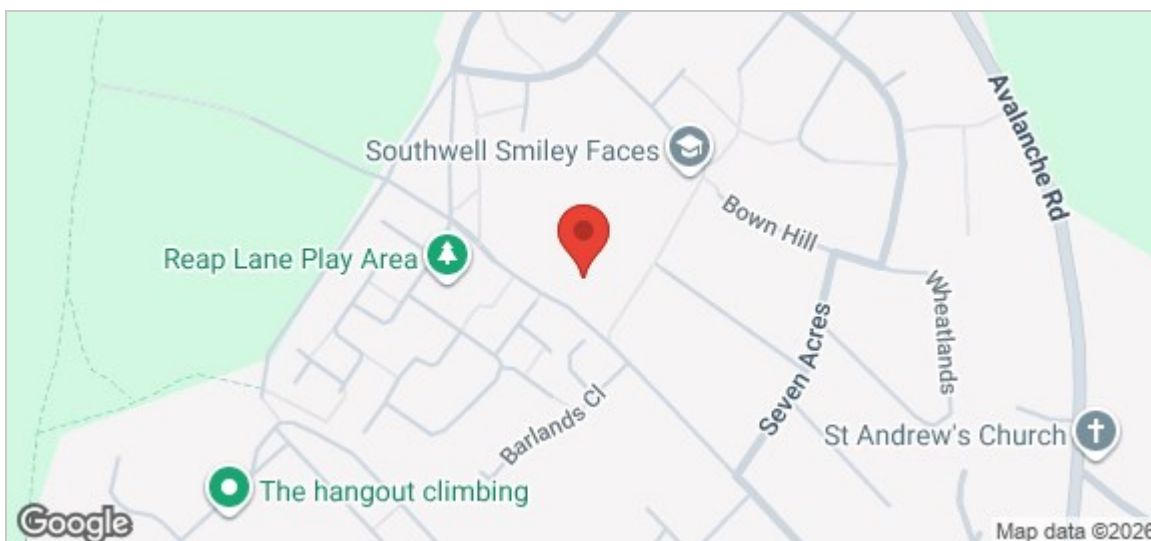 Avalanche Rd
Southwell Smiley Faces
Bown Hill
Reap Lane Play Area
Wheatlands
Seven Acres
Barlands Cl
St Andrew's Church
The hangout climbing
Google
Map data ©2026